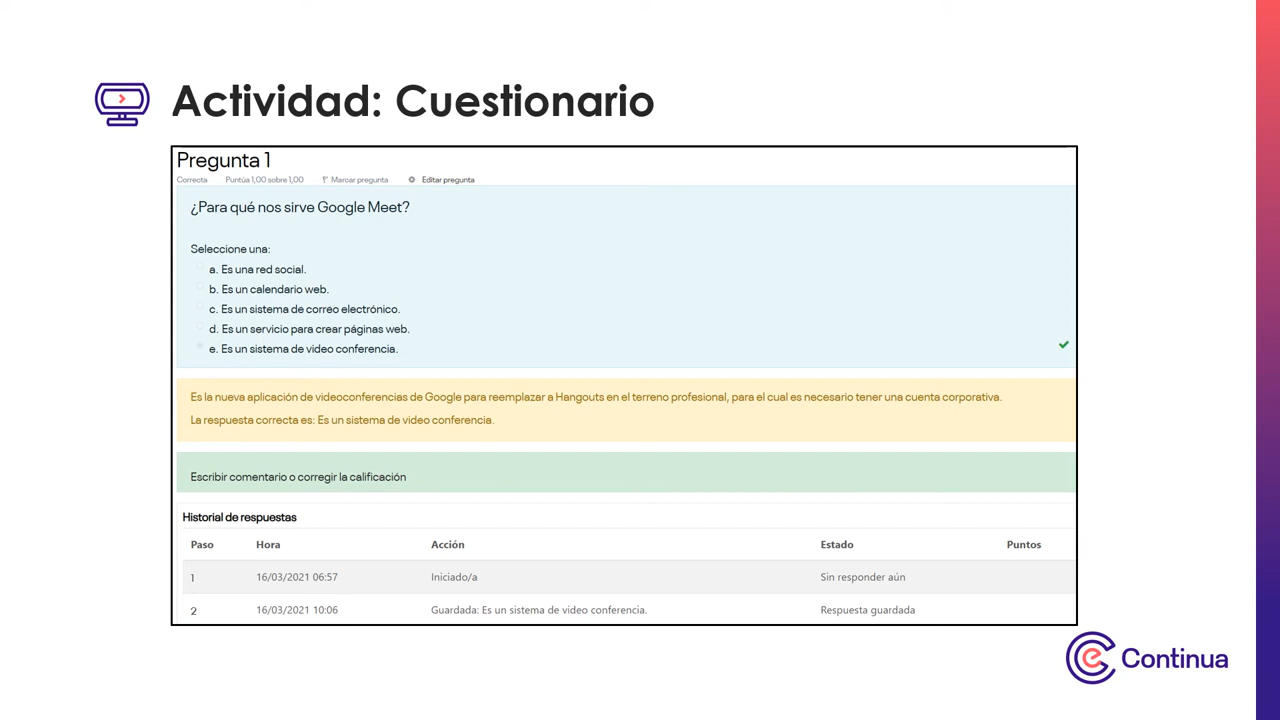 Actividad: Cuestionario
Pregunta 1
Correcta Puntúa 1,00 sobre 1,00 Marcar pregunta Editar pregunta
¿Para qué nos sirve Google Meet?
Seleccione una:
a. Es una red social.
b. Es un calendario web.
c. Es un sistema de correo electrónico.
d. Es un servicio para crear páginas web.
e. Es un sistema de video conferencia.
Es la nueva aplicación de videoconferencias de Google para reemplazar a Hangouts en el terreno profesional, para el cual es necesario tener una cuenta corporativa.
La respuesta correcta es: Es un sistema de video conferencia.
Escribir comentario o corregir la calificación
Historial de respuestas
Paso Hora Acción Estado Puntos
1 16/03/2021 06:57 Iniciado/a Sin responder aún
2 16/03/2021 10:06 Guardada: Es un sistema de video conferencia. Respuesta guardada
Continua